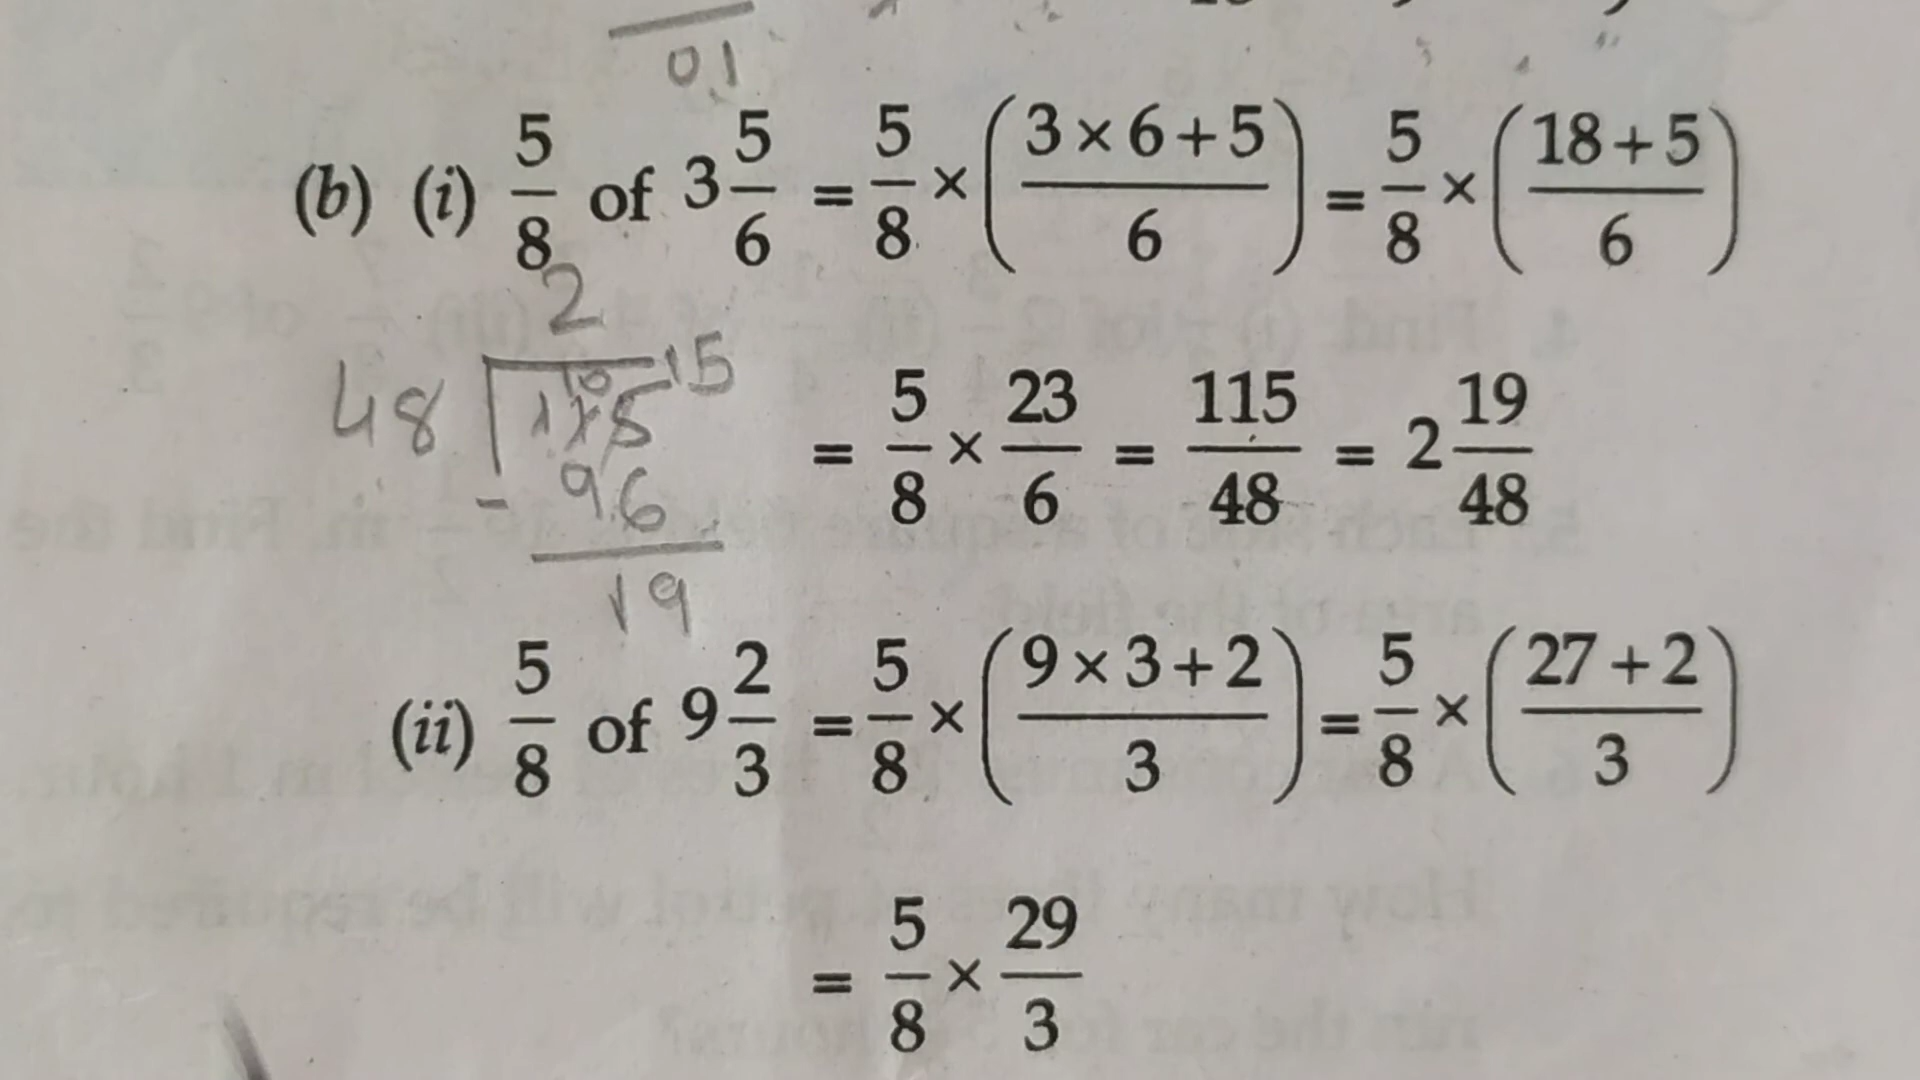 01
(b) (i) 5/8 of 3 5/6 = 5/8 × (3 × 6 + 5 / 6) = 5/8 × (18 + 5 / 6)
2
48 115 10 15
= 5/8 × 23/6 = 115/48 = 2 19/48
- 96
19
(ii) 5/8 of 9 2/3 = 5/8 × (9 × 3 + 2 / 3) = 5/8 × (27 + 2 / 3)
= 5/8 × 29/3